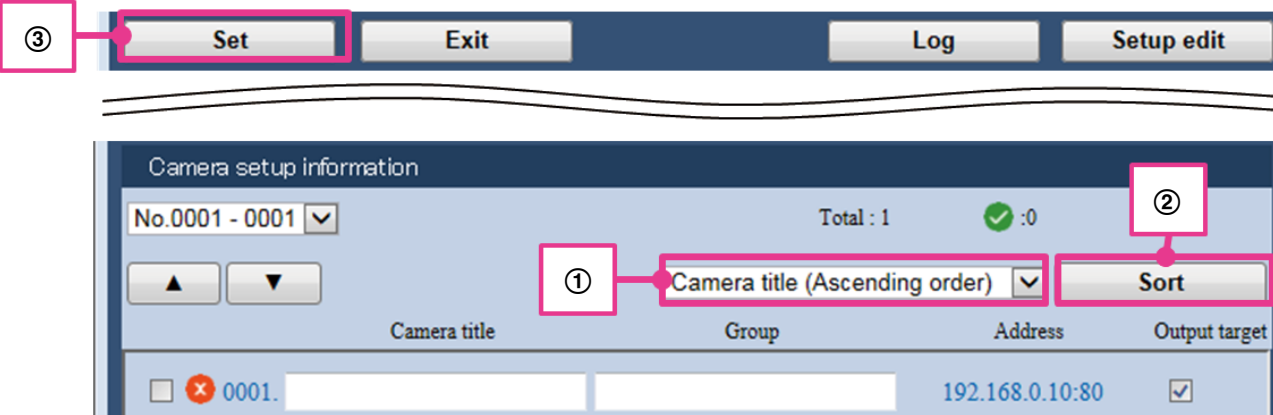 ③ Set Exit Log Setup edit
Camera setup information
②
No.0001 - 0001 Total : 1 :0
① Camera title (Ascending order) Sort
Camera title Group Address Output target
0001. 192.168.0.10:80